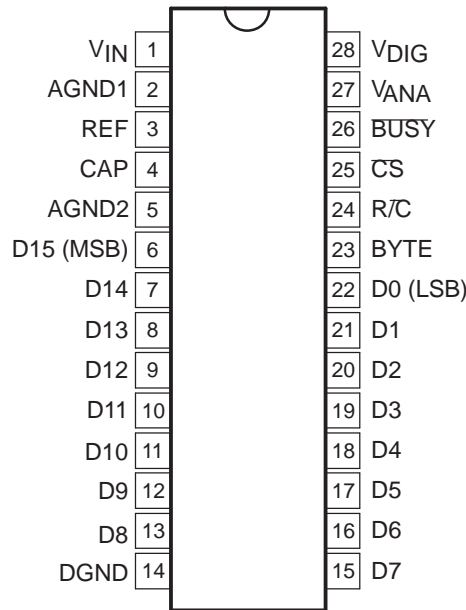 VIN 1 28 VDIG
AGND1 2 27 VANA
REF 3 26 BUSY
CAP 4 25 CS
AGND2 5 24 R/C
D15 (MSB) 6 23 BYTE
D14 7 22 D0 (LSB)
D13 8 21 D1
D12 9 20 D2
D11 10 19 D3
D10 11 18 D4
D9 12 17 D5
D8 13 16 D6
DGND 14 15 D7